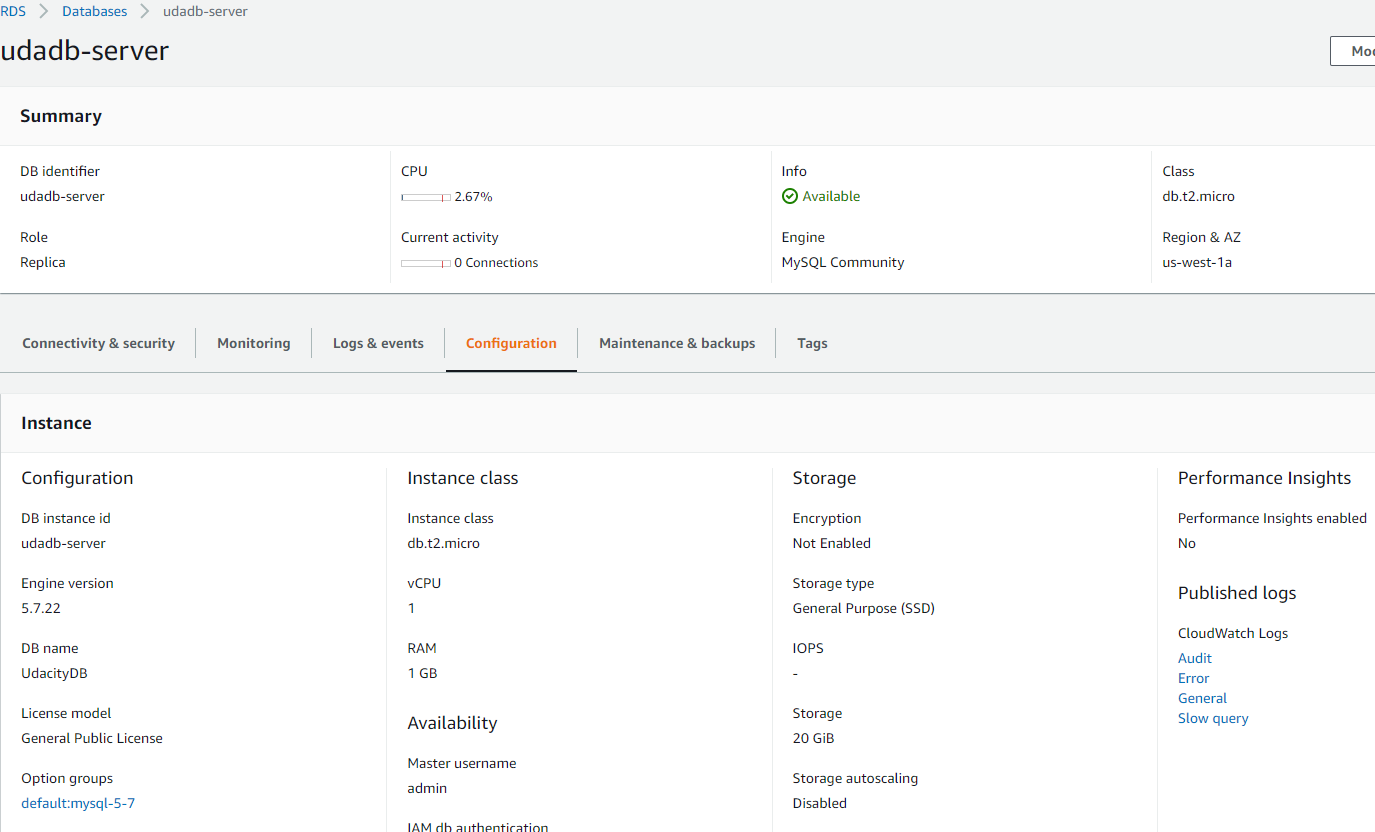 RDS > Databases > udadb-server
udadb-server
Mod
Summary
DB identifier
udadb-server
CPU
2.67%
Info
Available
Class
db.t2.micro
Role
Replica
Current activity
0 Connections
Engine
MySQL Community
Region & AZ
us-west-1a
Connectivity & security
Monitoring
Logs & events
Configuration
Maintenance & backups
Tags
Instance
Configuration
DB instance id
udadb-server
Engine version
5.7.22
DB name
UdacityDB
License model
General Public License
Option groups
default:mysql-5-7
Instance class
Instance class
db.t2.micro
vCPU
1
RAM
1 GB
Availability
Master username
admin
IAM db authentication
Storage
Encryption
Not Enabled
Storage type
General Purpose (SSD)
IOPS
-
Storage
20 GiB
Storage autoscaling
Disabled
Performance Insights
Performance Insights enabled
No
Published logs
CloudWatch Logs
Audit
Error
General
Slow query